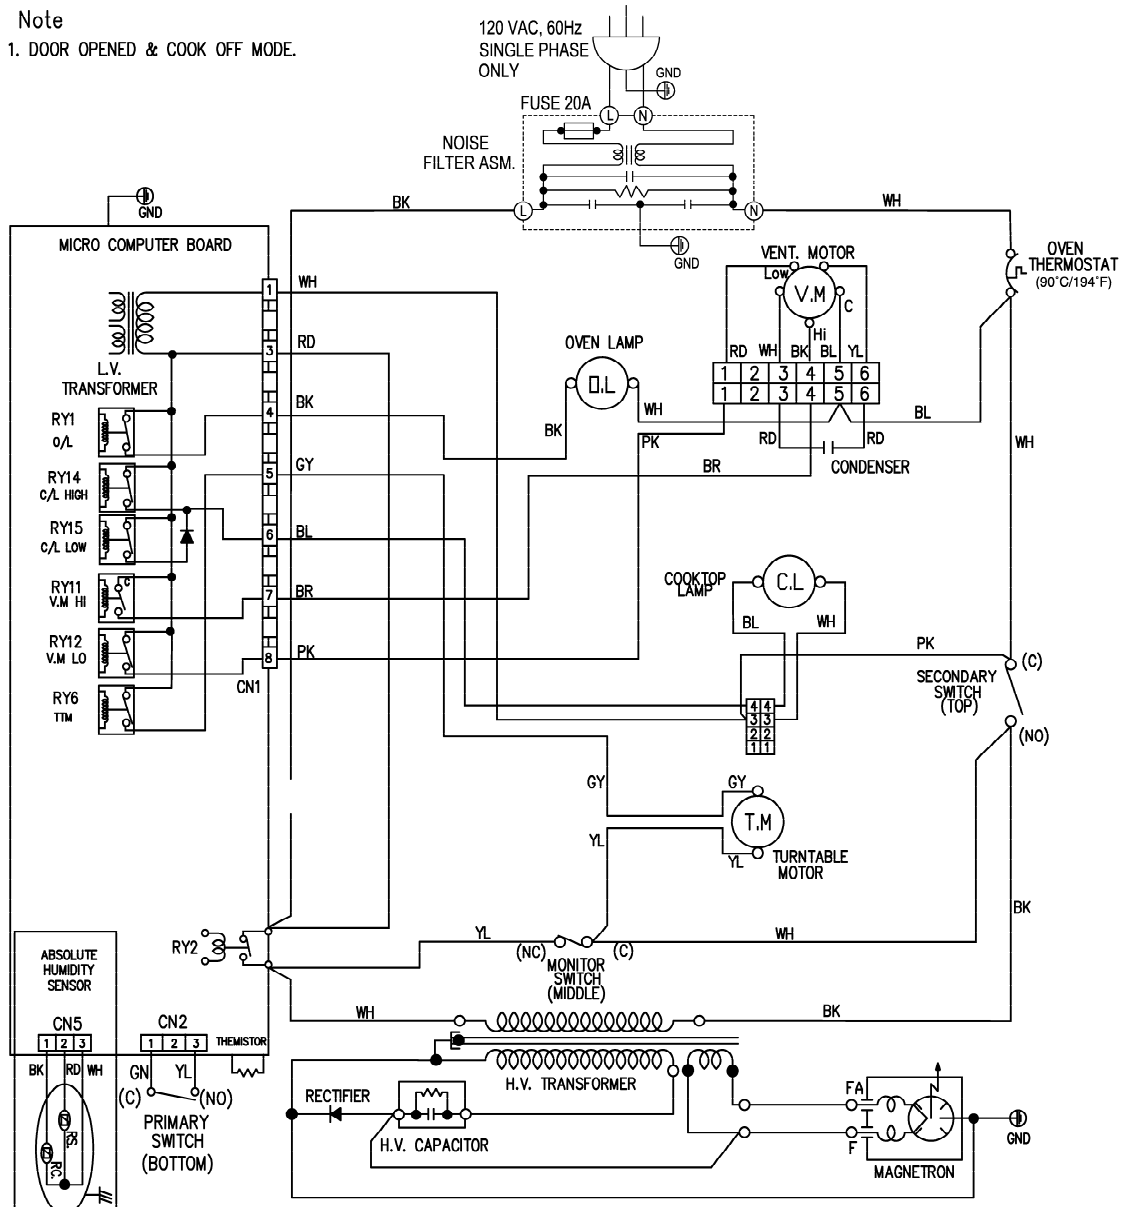 Note
1. DOOR OPENED & COOK OFF MODE.
120 VAC, 60Hz
SINGLE PHASE
ONLY
GND
FUSE 20A
L N
NOISE
FILTER ASM.
L
N
GND
BK
WH
GND
MICRO COMPUTER BOARD
OVEN
THERMOSTAT
(90°C/194°F)
VENT. MOTOR
Low
V.M
C
Hi
RD WH BK BL YL
1 2 3 4 5 6
1 2 3 4 5 6
RD
RD
CONDENSER
BL
WH
1
WH
3
RD
4
BK
5
GY
6
BL
7
BR
8
PK
CN1
L.V.
TRANSFORMER
RY1
O/L
RY14
C/L HIGH
RY15
C/L LOW
RY11
V.M HI
C
RY12
V.M LO
RY6
TTM
OVEN LAMP
O.L
BK
WH
PK
BR
COOKTOP
LAMP
C.L
BL
WH
PK
(C)
SECONDARY
SWITCH
(TOP)
(NO)
4 4
3 3
2 2
1 1
GY
GY
T.M
YL
YL
TURNTABLE
MOTOR
BK
RY2
YL
(NC)
(C)
WH
MONITOR
SWITCH
(MIDDLE)
WH
BK
H.V. TRANSFORMER
ABSOLUTE
HUMIDITY
SENSOR
CN5
1 2 3
BK RD WH
RS.
RC.
CN2
1 2 3
GN YL
(C)
(NO)
PRIMARY
SWITCH
(BOTTOM)
THEMISTOR
RECTIFIER
H.V. CAPACITOR
FA
F
MAGNETRON
GND